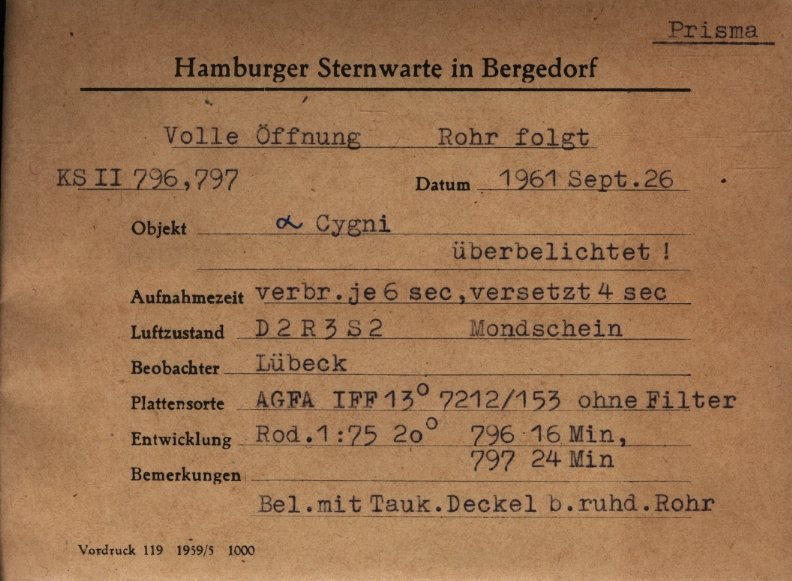 Prisma
Hamburger Sternwarte in Bergedorf
Volle Öffnung Rohr folgt
KS II 796,797 Datum 1961 Sept.26
Objekt α Cygni
überbelichtet !
Aufnahmezeit verbr.je 6 sec,versetzt 4 sec
Luftzustand D 2 R 3 S 2 Mondschein
Beobachter Lübeck
Plattensorte AGFA IFF 13° 7212/153 ohne Filter
Entwicklung Rod.1:75 20° 796 16 Min,
797 24 Min
Bemerkungen
Bel.mit Tauk.Deckel b.ruhd.Rohr
Vordruck 119 1959/5 1000